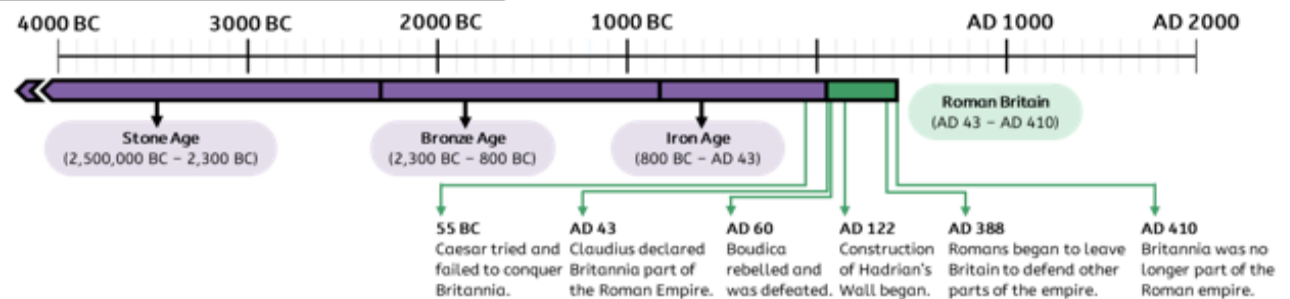 4000 BC
3000 BC
2000 BC
1000 BC
AD 1000
AD 2000
Stone Age
(2,500,000 BC – 2,300 BC)
Bronze Age
(2,300 BC – 800 BC)
Iron Age
(800 BC – AD 43)
Roman Britain
(AD 43 – AD 410)
55 BC
Caesar tried and
failed to conquer
Britannia.
AD 43
Claudius declared
Britannia part of
the Roman Empire.
AD 60
Boudica
rebelled and
was defeated.
AD 122
Construction
of Hadrian's
Wall began.
AD 388
Romans began to leave
Britain to defend other
parts of the empire.
AD 410
Britannia was no
longer part of the
Roman empire.